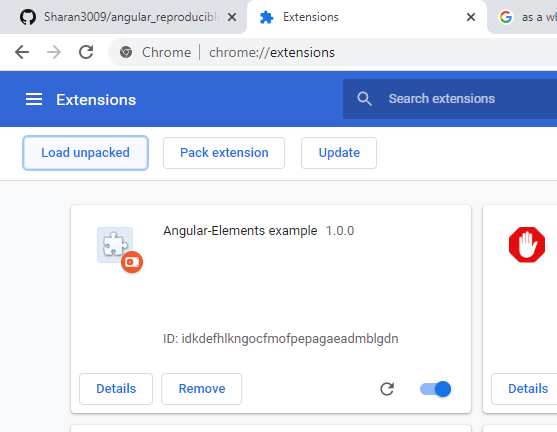 Sharan3009/angular_reproducibl
Extensions
as a wh
Chrome | chrome://extensions
Extensions
Search extensions
Load unpacked
Pack extension
Update
Angular-Elements example 1.0.0
ID: idkdefhlkngocfmofpepagaeadmblgdn
Details
Remove
Details